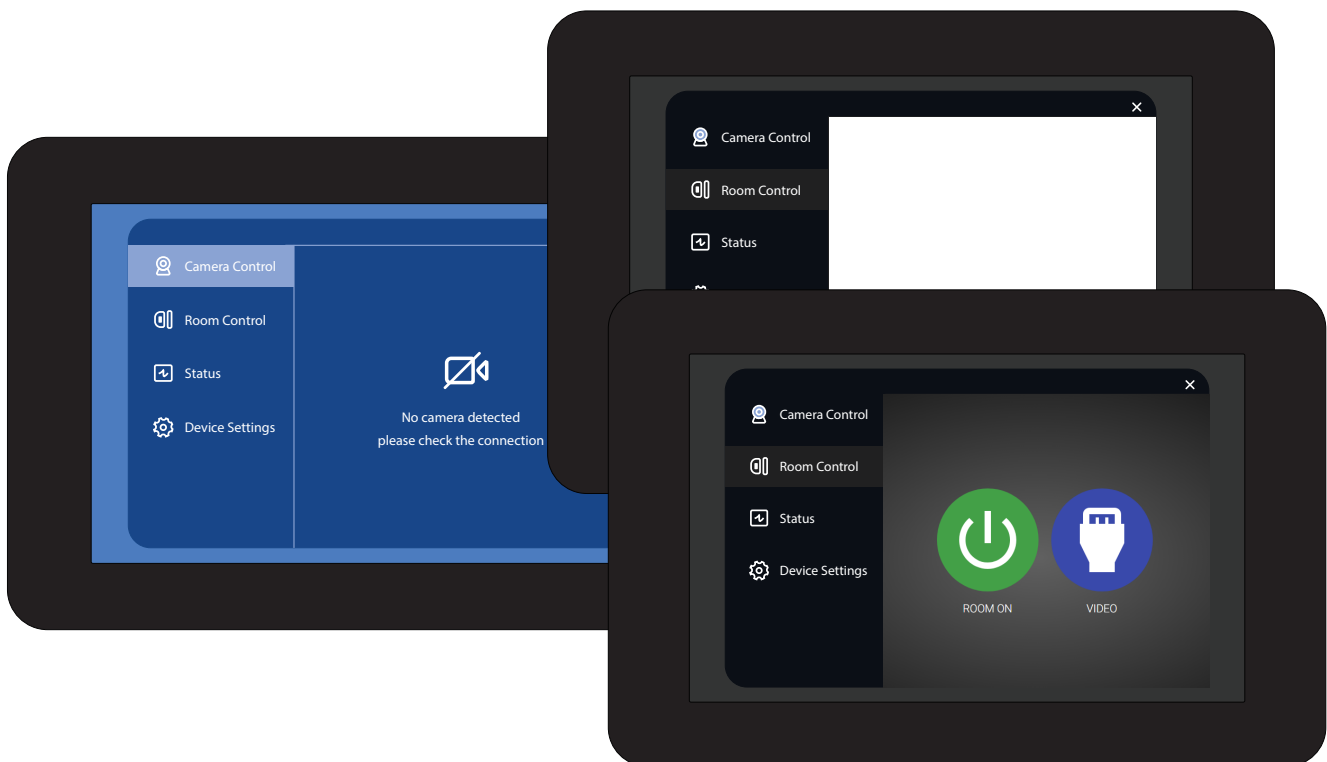 Camera Control
Room Control
Status
Device Settings
No camera detected
please check the connection
Camera Control
Room Control
Status
Camera Control
Room Control
Status
Device Settings
ROOM ON
VIDEO